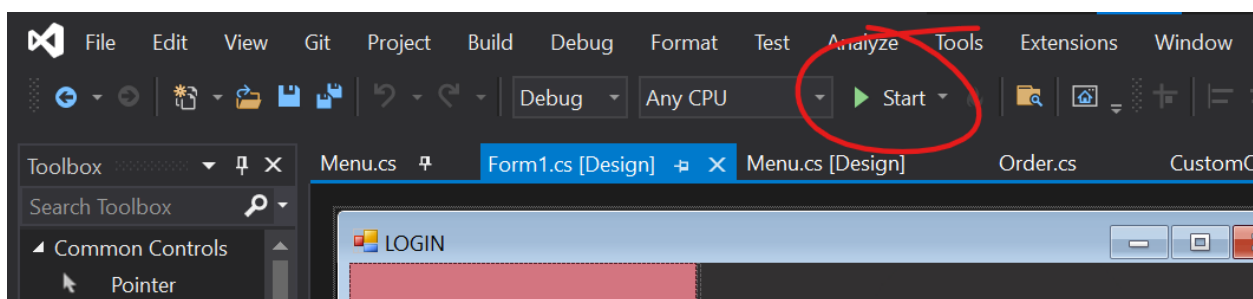 File Edit View Git Project Build Debug Format Test Analyze Tools Extensions Window
Debug Any CPU Start
Toolbox Menu.cs Form1.cs [Design] Menu.cs [Design] Order.cs CustomC
Search Toolbox
LOGIN
Common Controls
Pointer